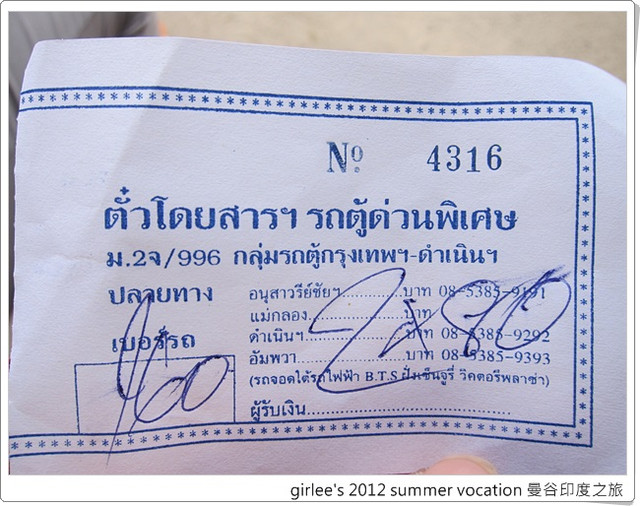 Nº 4316
ตั๋วโดยสารฯ รถตู้ด่วนพิเศษ
ม.2จ/996 กลุ่มรถตู้กรุงเทพฯ-ดำเนินฯ
ปลายทาง
อนุสาวรีย์ชัยฯ..............บาท 08-5385-9191
แม่กลอง......................บาท
ดำเนินฯ......................บาท 08-5385-9292
อัมพวา.......................บาท 08-5385-9393
เบอร์รถ
(รถจอดใต้รถไฟฟ้า B.T.S ฝั่งเซ็นจูรี่ วิคตอรีพลาซ่า)
ผู้รับเงิน..............................................
girlee's 2012 summer vocation 曼谷印度之旅